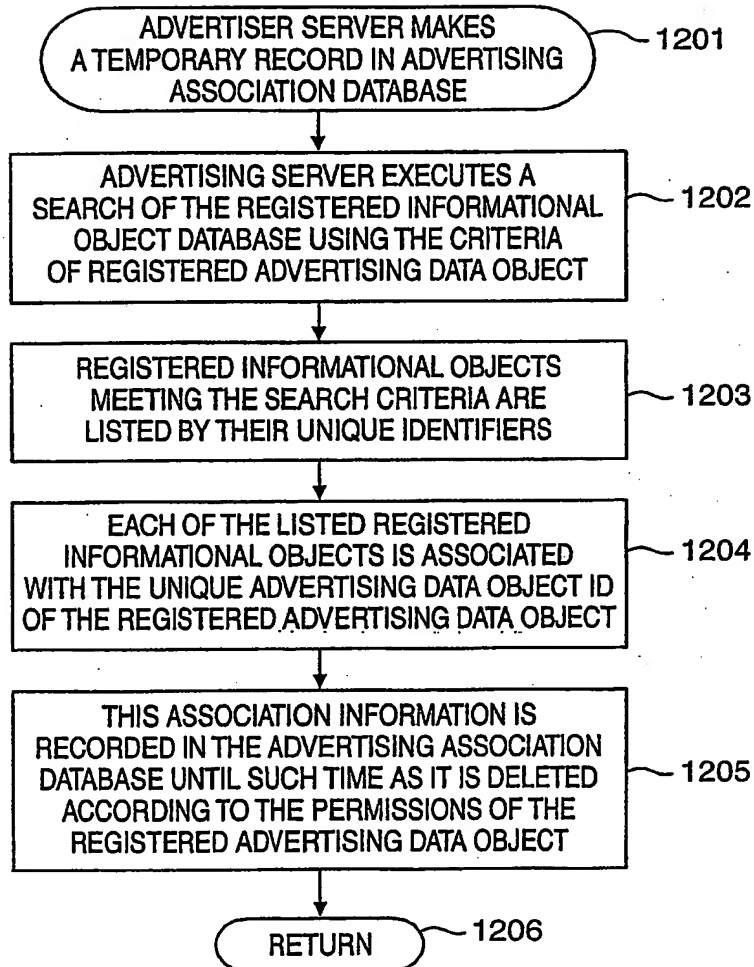 ADVERTISER SERVER MAKES
A TEMPORARY RECORD IN ADVERTISING
ASSOCIATION DATABASE
1201
ADVERTISING SERVER EXECUTES A
SEARCH OF THE REGISTERED INFORMATIONAL
OBJECT DATABASE USING THE CRITERIA
OF REGISTERED ADVERTISING DATA OBJECT
1202
REGISTERED INFORMATIONAL OBJECTS
MEETING THE SEARCH CRITERIA ARE
LISTED BY THEIR UNIQUE IDENTIFIERS
1203
EACH OF THE LISTED REGISTERED
INFORMATIONAL OBJECTS IS ASSOCIATED
WITH THE UNIQUE ADVERTISING DATA OBJECT ID
OF THE REGISTERED ADVERTISING DATA OBJECT
1204
THIS ASSOCIATION INFORMATION IS
RECORDED IN THE ADVERTISING ASSOCIATION
DATABASE UNTIL SUCH TIME AS IT IS DELETED
ACCORDING TO THE PERMISSIONS OF THE
REGISTERED ADVERTISING DATA OBJECT
1205
RETURN
1206